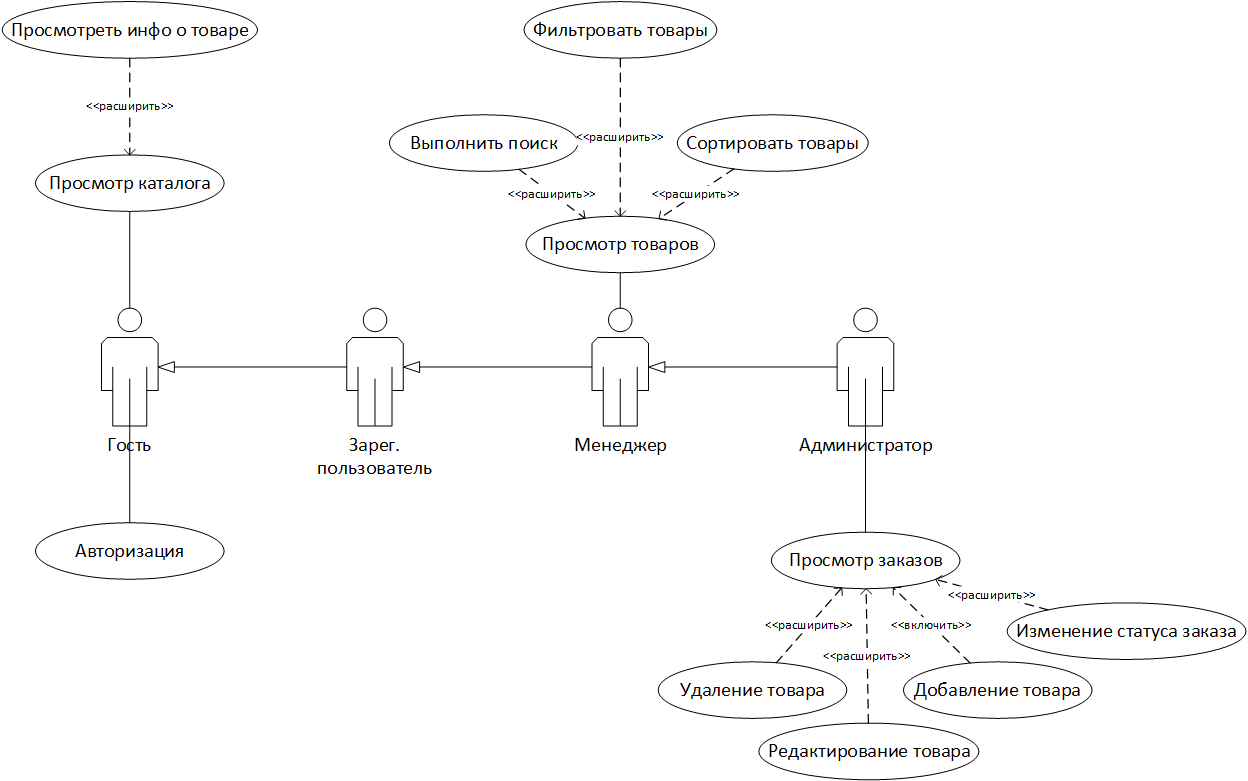 Просмотреть инфо о товаре
Фильтровать товары
<<расширить>>
Выполнить поиск
<<расширить>>
Сортировать товары
Просмотр каталога
<<расширить>>
<<расширить>>
Просмотр товаров
Гость
Зарег.
пользователь
Менеджер
Администратор
Авторизация
Просмотр заказов
<<расширить>>
<<расширить>>
<<включить>>
Изменение статуса заказа
<<расширить>>
Удаление товара
Добавление товара
Редактирование товара